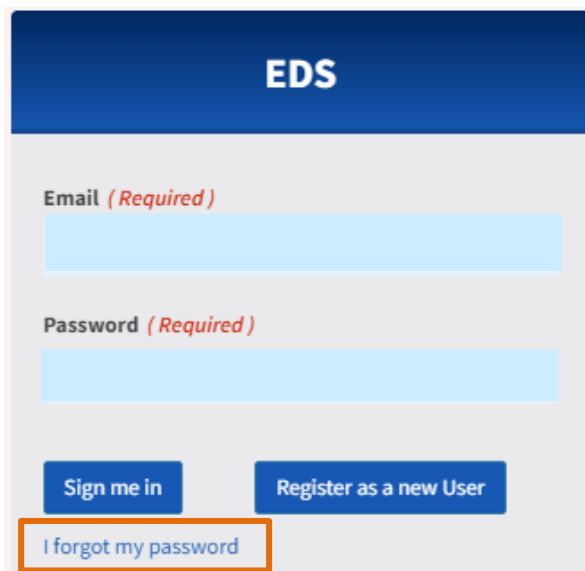 EDS
Email (Required)
Password (Required)
Sign me in Register as a new User
I forgot my password